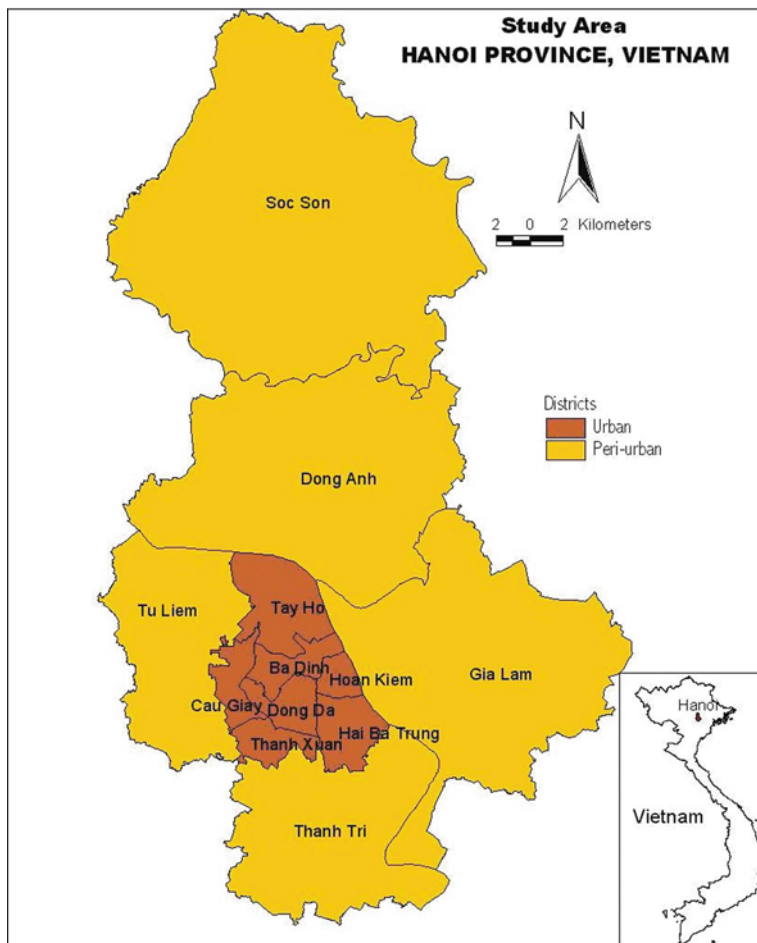 Study Area
HANOI PROVINCE, VIETNAM
N
2 0 2 Kilometers
Soc Son
Districts
Urban
Peri-urban
Dong Anh
Tu Liem
Tay Ho
Ba Dinh
Hoan Kiem
Gia Lam
Cau Giay
Dong Da
Hai Ba Trung
Thanh Xuan
Thanh Tri
Hanoi
Vietnam